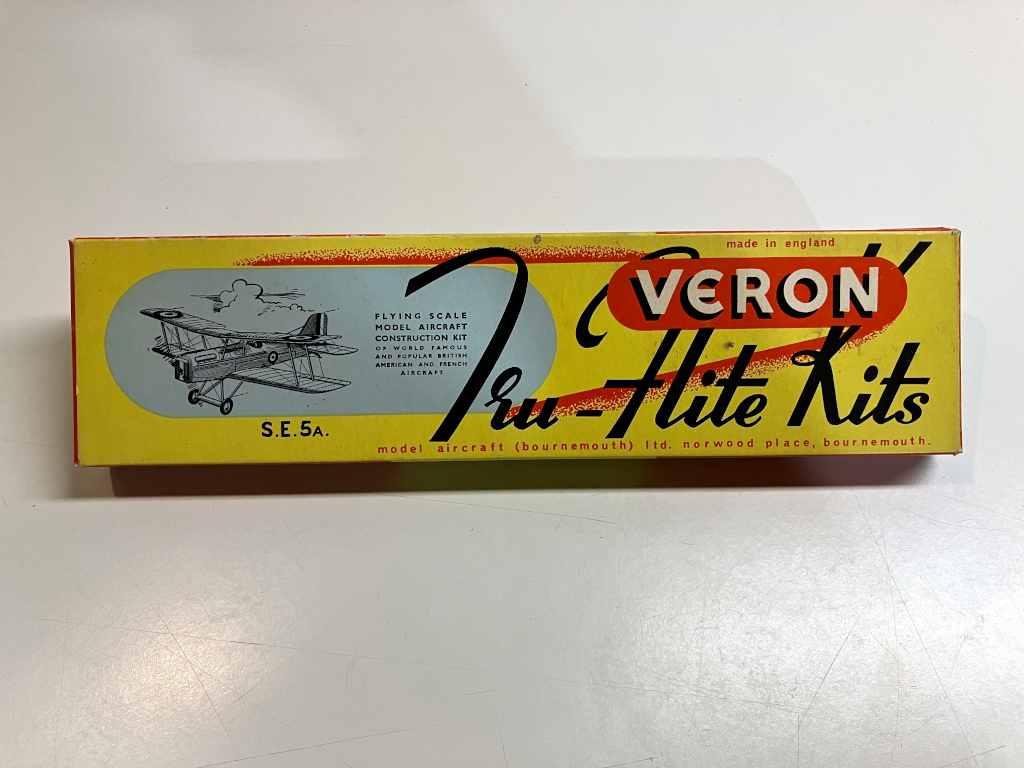 made in england
VERON
Tru-flite Kits
FLYING SCALE
MODEL AIRCRAFT
CONSTRUCTION KIT
OF WORLD FAMOUS
AND POPULAR BRITISH
AMERICAN AND FRENCH
AIRCRAFT
S.E.5A.
model aircraft (bournemouth) ltd. norwood place, bournemouth.